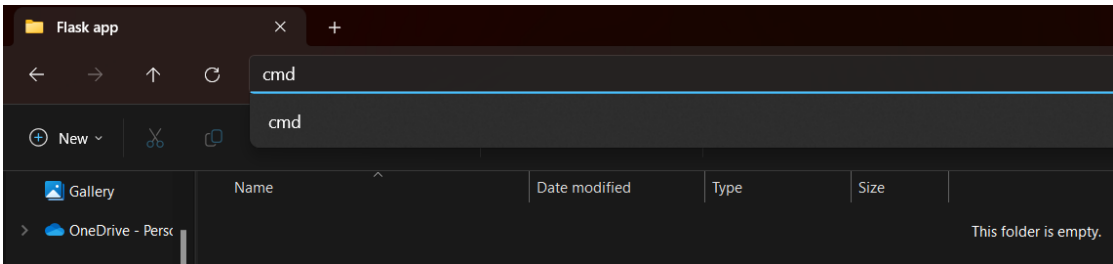 Flask app
cmd
cmd
New
Gallery
Name
Date modified
Type
Size
OneDrive - Persc
This folder is empty.